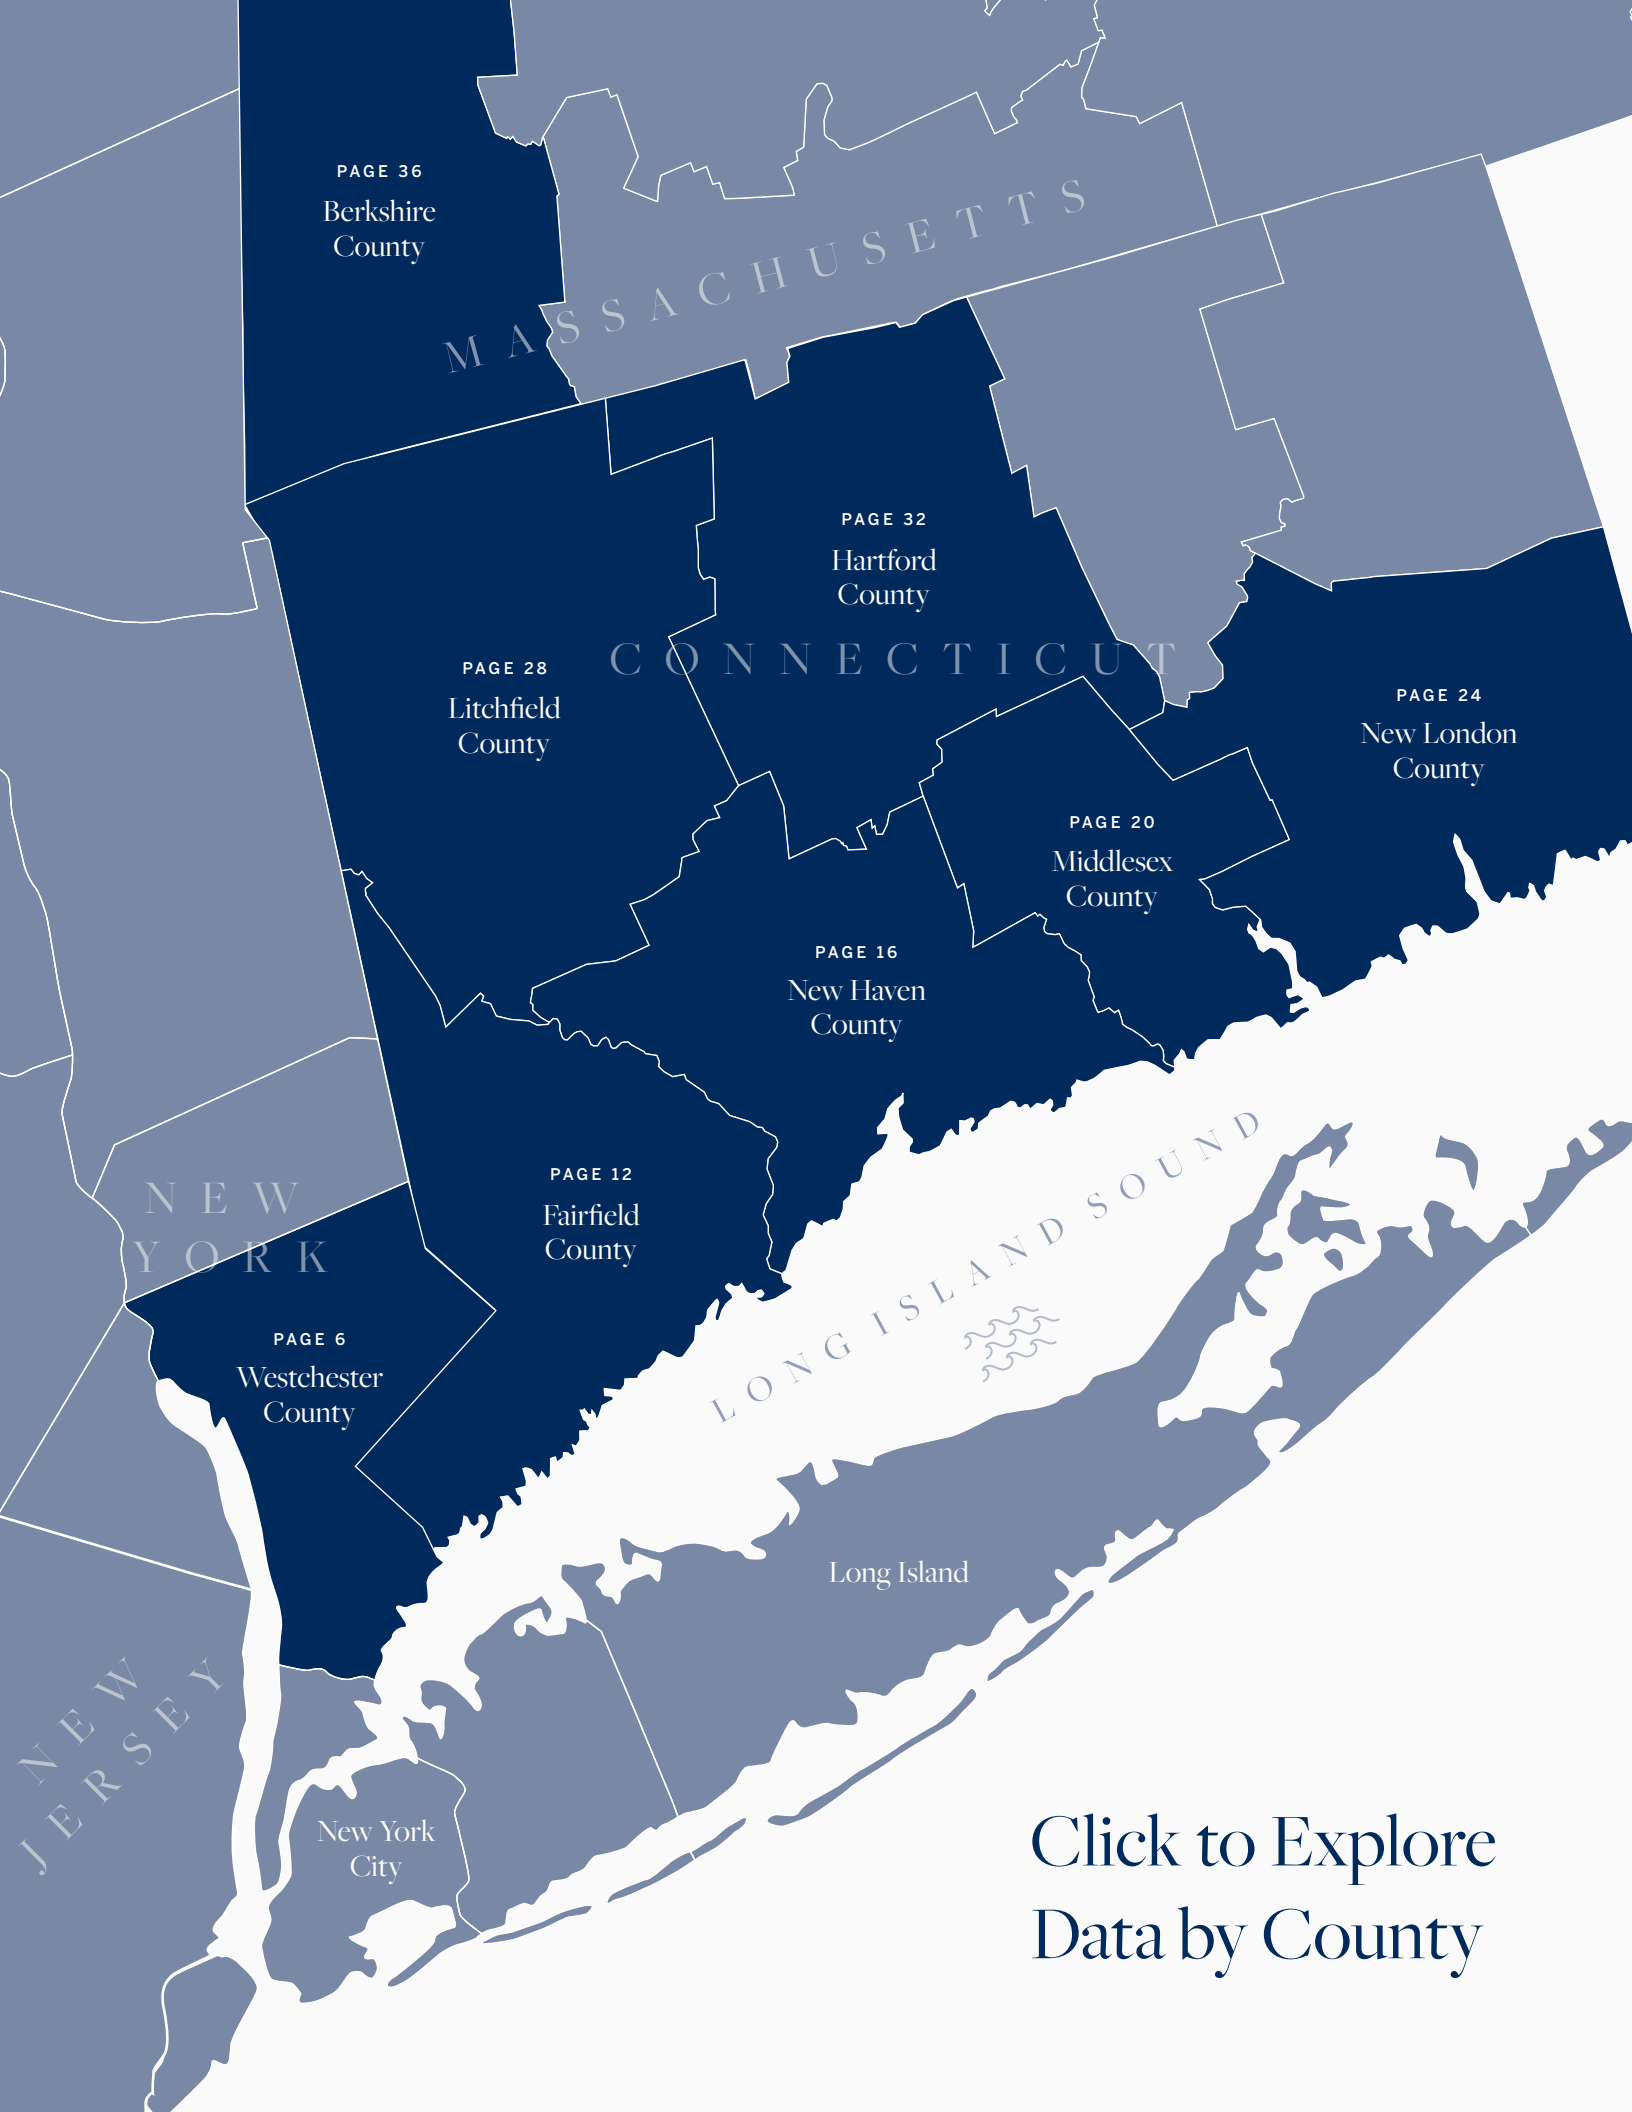 PAGE 36
Berkshire
County
MASSACHUSETTS
PAGE 32
Hartford
County
CONNECTICUT
PAGE 28
Litchfield
County
PAGE 24
New London
County
PAGE 20
Middlesex
County
PAGE 16
New Haven
County
PAGE 12
Fairfield
County
NEW
YORK
PAGE 6
Westchester
County
LONG ISLAND SOUND
Long Island
NEW
JERSEY
New York
City
Click to Explore
Data by County